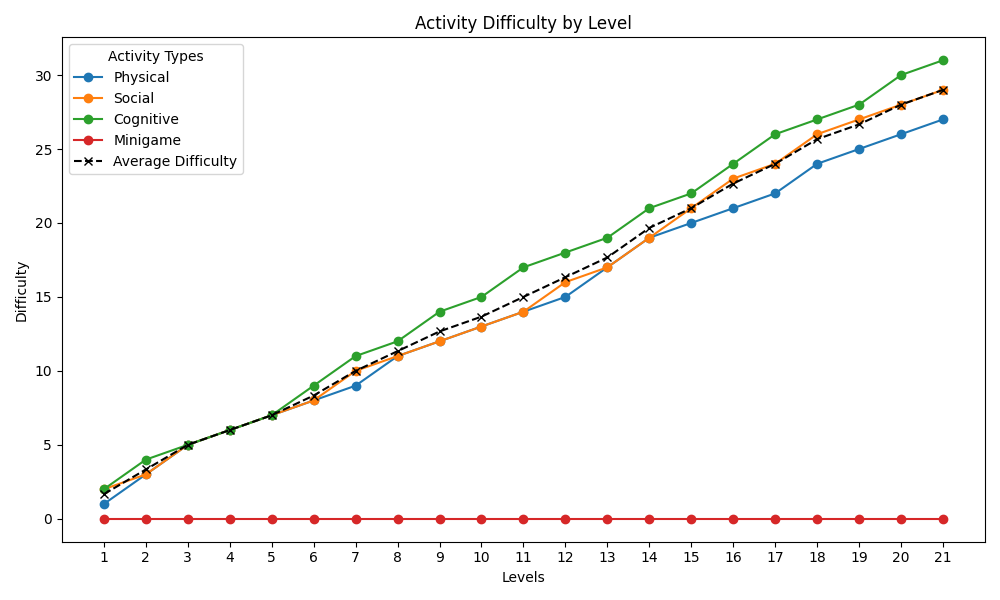 Activity Difficulty by Level
Activity Types
Physical
Social
Cognitive
Minigame
Average Difficulty
Difficulty
30
25
20
15
10
5
0
1 2 3 4 5 6 7 8 9 10 11 12 13 14 15 16 17 18 19 20 21
Levels